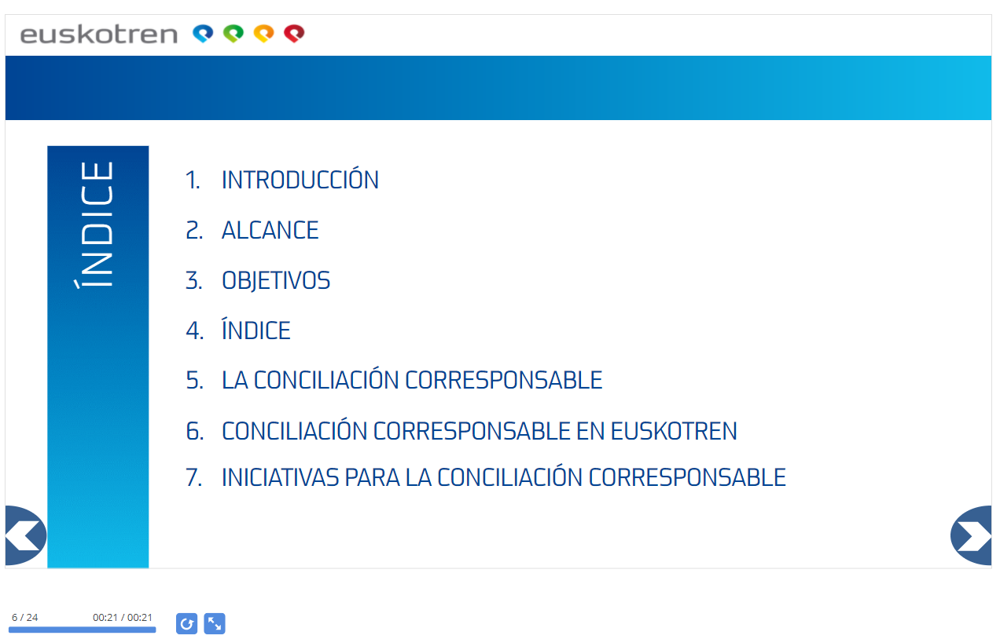 euskotren
ÍNDICE
1. INTRODUCCIÓN
2. ALCANCE
3. OBJETIVOS
4. ÍNDICE
5. LA CONCILIACIÓN CORRESPONSABLE
6. CONCILIACIÓN CORRESPONSABLE EN EUSKOTREN
7. INICIATIVAS PARA LA CONCILIACIÓN CORRESPONSABLE
6 / 24 00:21 / 00:21